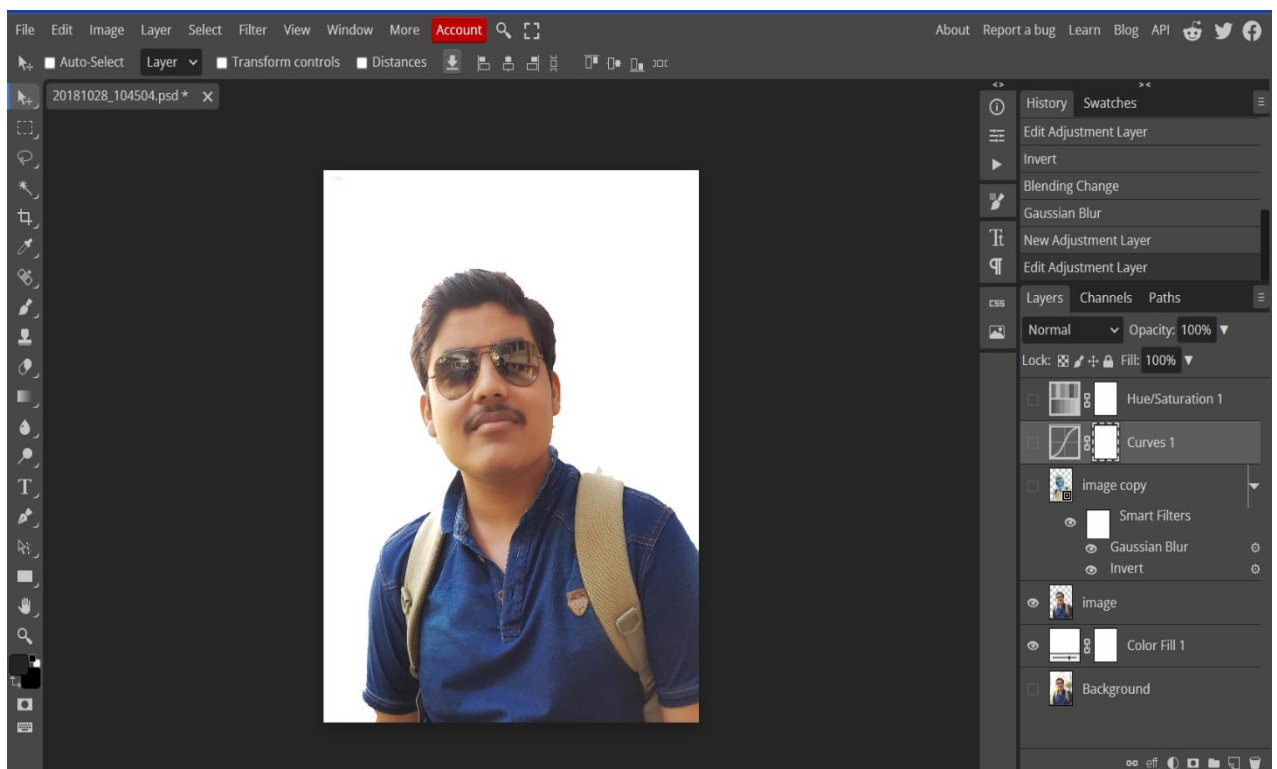 File Edit Image Layer Select Filter View Window More Account About Report a bug Learn Blog API
Auto-Select Layer Transform controls Distances
20181028_104504.psd *
History Swatches
Edit Adjustment Layer
Invert
Blending Change
Gaussian Blur
New Adjustment Layer
Edit Adjustment Layer
CSS
Layers Channels Paths
Normal Opacity: 100%
Lock: Fill: 100%
Hue/Saturation 1
Curves 1
image copy
Smart Filters
Gaussian Blur
Invert
image
Color Fill 1
Background
eff